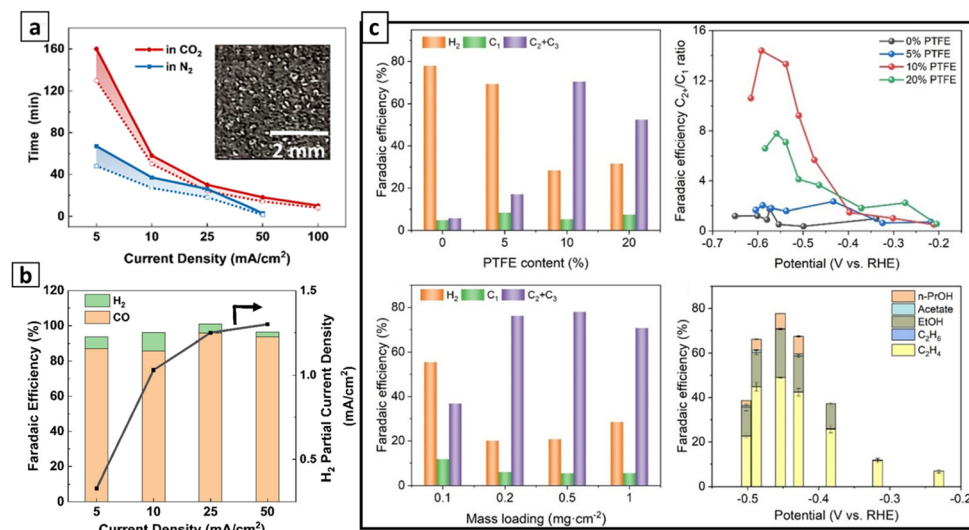 a
160
120
80
40
0
Time (min)
in CO₂
in N₂
2 mm
5 10 25 50 100
Current Density (mA/cm²)
b
120
100
80
60
40
20
0
Faradaic Efficiency (%)
H₂
CO
1.5
1.0
0.5
H₂ Partial Current Density
(mA/cm²)
5 10 25 50
Current Density (mA/cm²)
c
H₂ C₁ C₂+C₃
80
60
40
20
0
Faradaic efficiency (%)
0 5 10 20
PTFE content (%)
16
12
8
4
0
Faradaic efficiency C₂₊/C₁ ratio
0% PTFE
5% PTFE
10% PTFE
20% PTFE
-0.7 -0.6 -0.5 -0.4 -0.3 -0.2
Potential (V vs. RHE)
H₂ C₁ C₂+C₃
80
60
40
20
0
Faradaic efficiency (%)
0.1 0.2 0.5 1
Mass loading (mg·cm⁻²)
80
60
40
20
0
Faradaic efficiency (%)
n-PrOH
Acetate
EtOH
C₂H₆
C₂H₄
-0.5 -0.4 -0.3 -0.2
Potential (V vs. RHE)